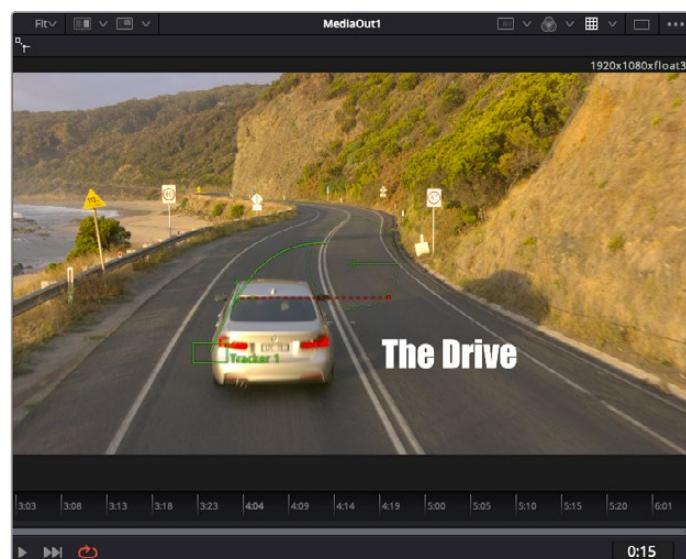 Fit MediaOut1
1920x1080xfloat3
Tracker 1
The Drive
3:03 3:08 3:13 3:18 3:23 4:04 4:09 4:14 4:19 5:00 5:05 5:10 5:15 5:20 6:01
0:15